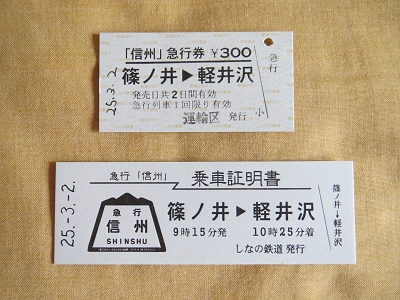 「信州」急行券 ￥300
篠ノ井▶軽井沢
発売日共2日間有効
急行列車1回限り有効
運輸区 発行
小
急行
25.3.2
急行 「信州」 乗車証明書
急行
信州
SHINSHU
篠ノ井▶軽井沢
9時15分発 10時25分着
しなの鉄道 発行
篠ノ井→軽井沢
25.-3.-2.